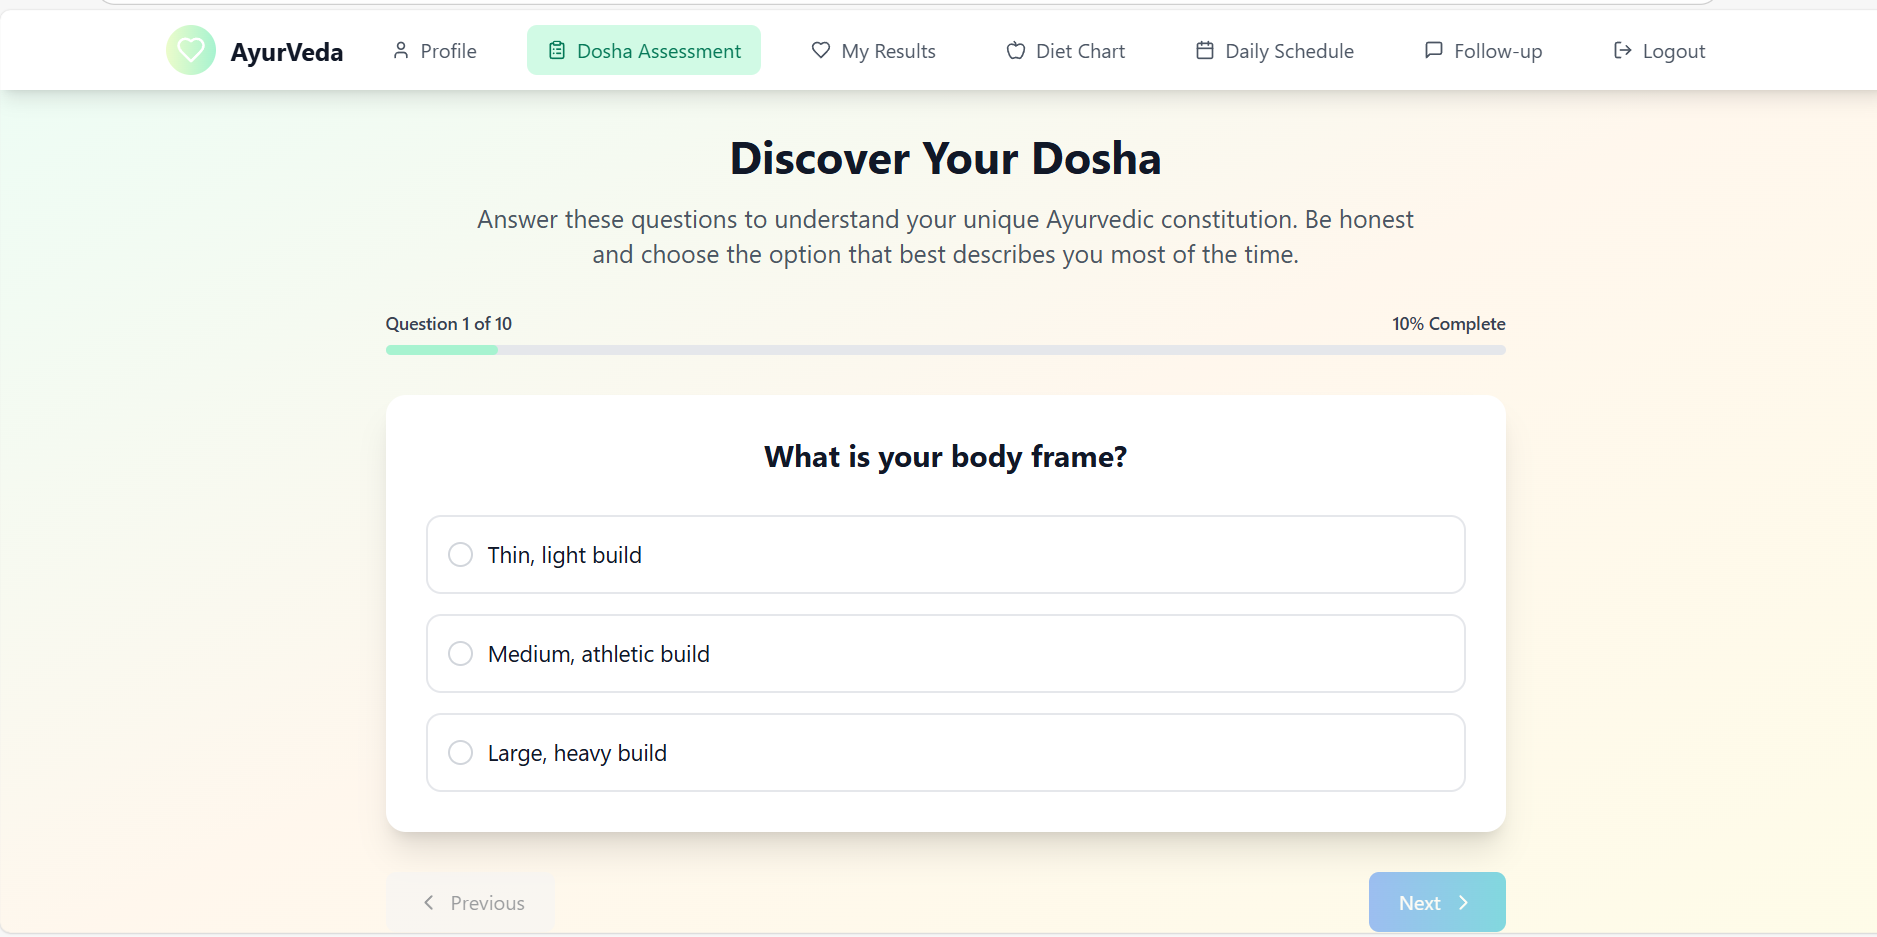 AyurVeda
Profile
Dosha Assessment
My Results
Diet Chart
Daily Schedule
Follow-up
Logout
Discover Your Dosha
Answer these questions to understand your unique Ayurvedic constitution. Be honest
and choose the option that best describes you most of the time.
Question 1 of 10
10% Complete
What is your body frame?
Thin, light build
Medium, athletic build
Large, heavy build
Previous
Next